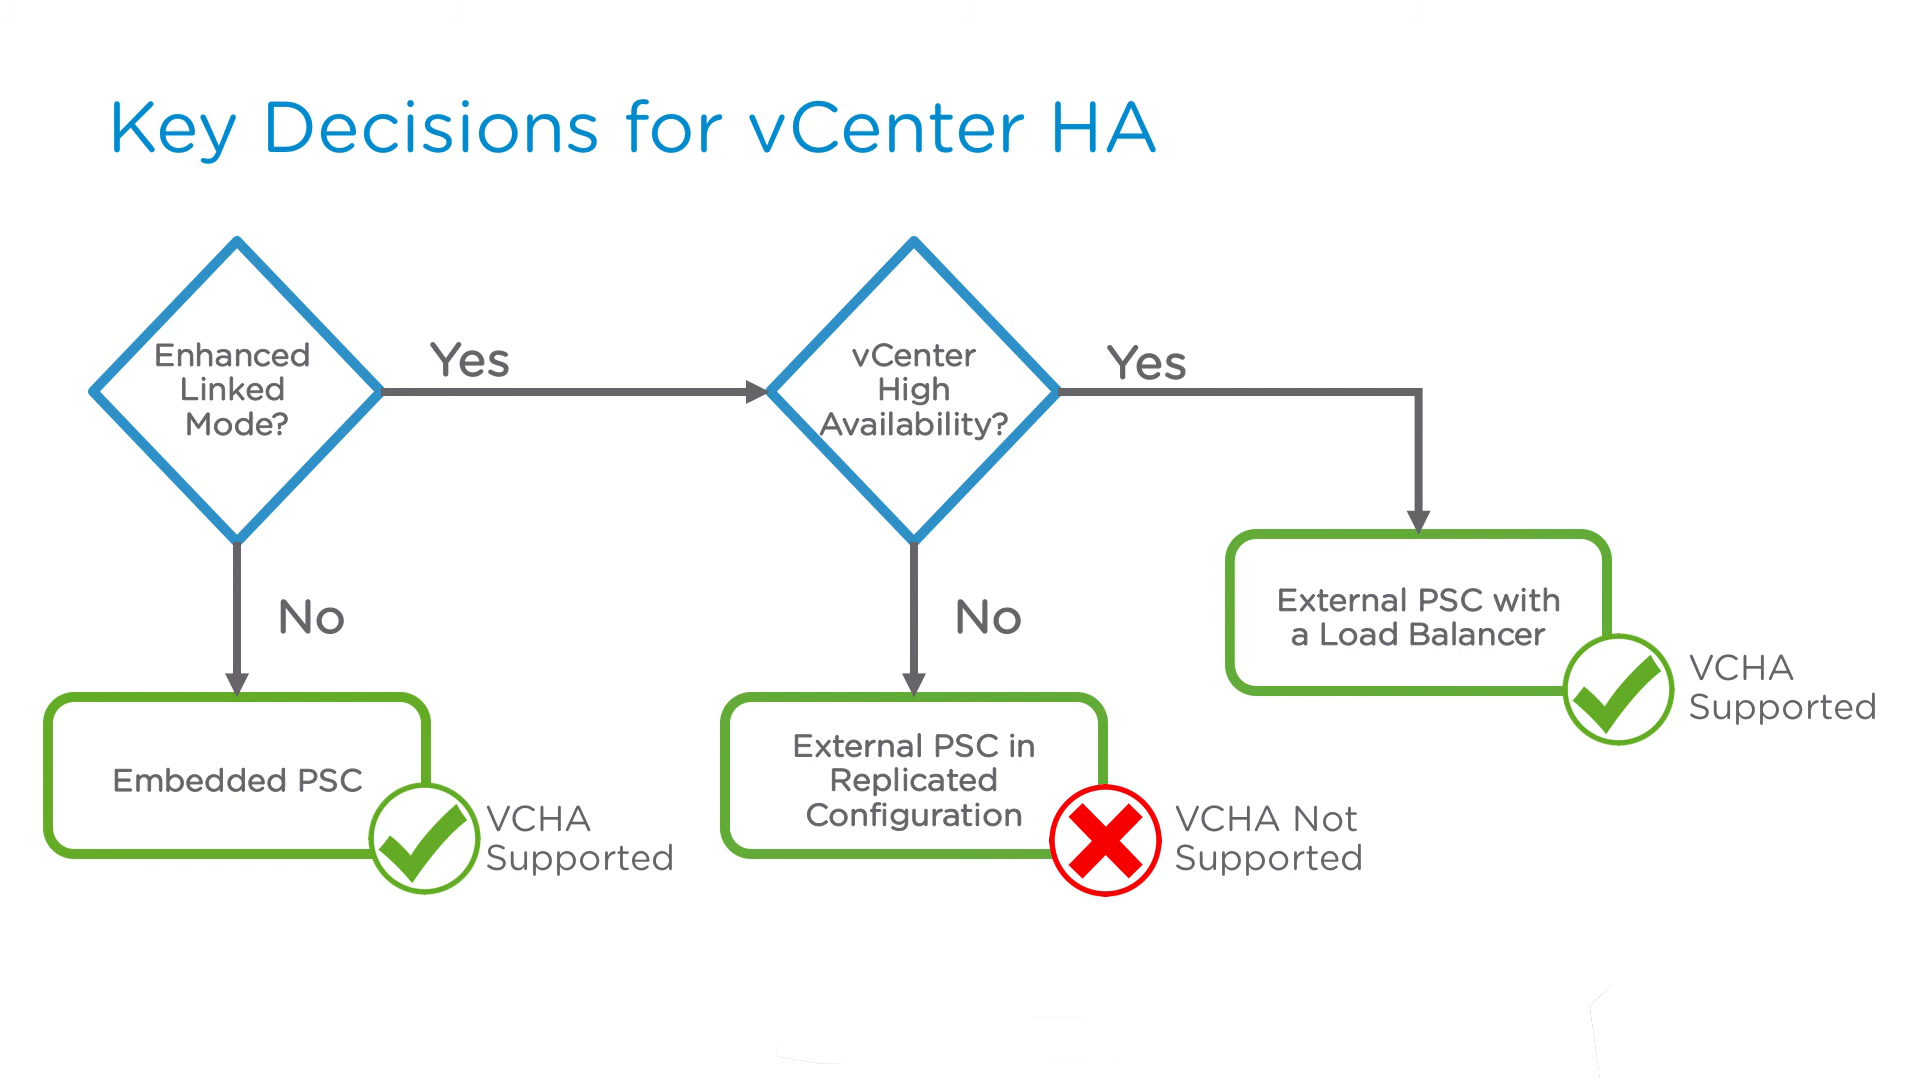 Key Decisions for vCenter HA
Enhanced
Linked
Mode?
Yes
vCenter
High
Availability?
Yes
No
No
External PSC with
a Load Balancer
VCHA
Supported
Embedded PSC
VCHA
Supported
External PSC in
Replicated
Configuration
VCHA Not
Supported